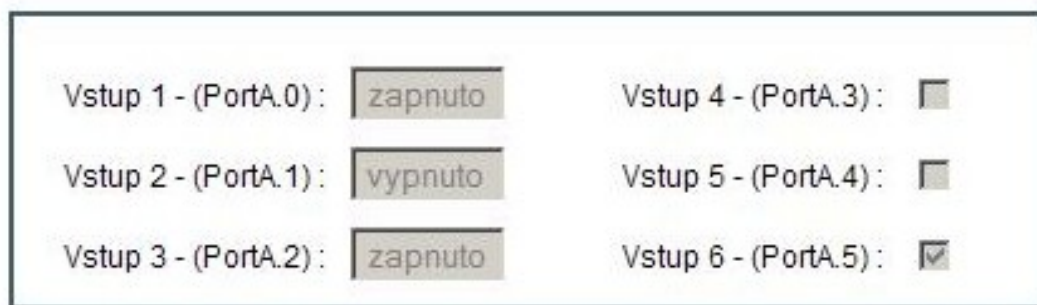 Vstup 1 - (PortA.0) : zapnuto Vstup 4 - (PortA.3) :
Vstup 2 - (PortA.1) : vypnuto Vstup 5 - (PortA.4) :
Vstup 3 - (PortA.2) : zapnuto Vstup 6 - (PortA.5) :